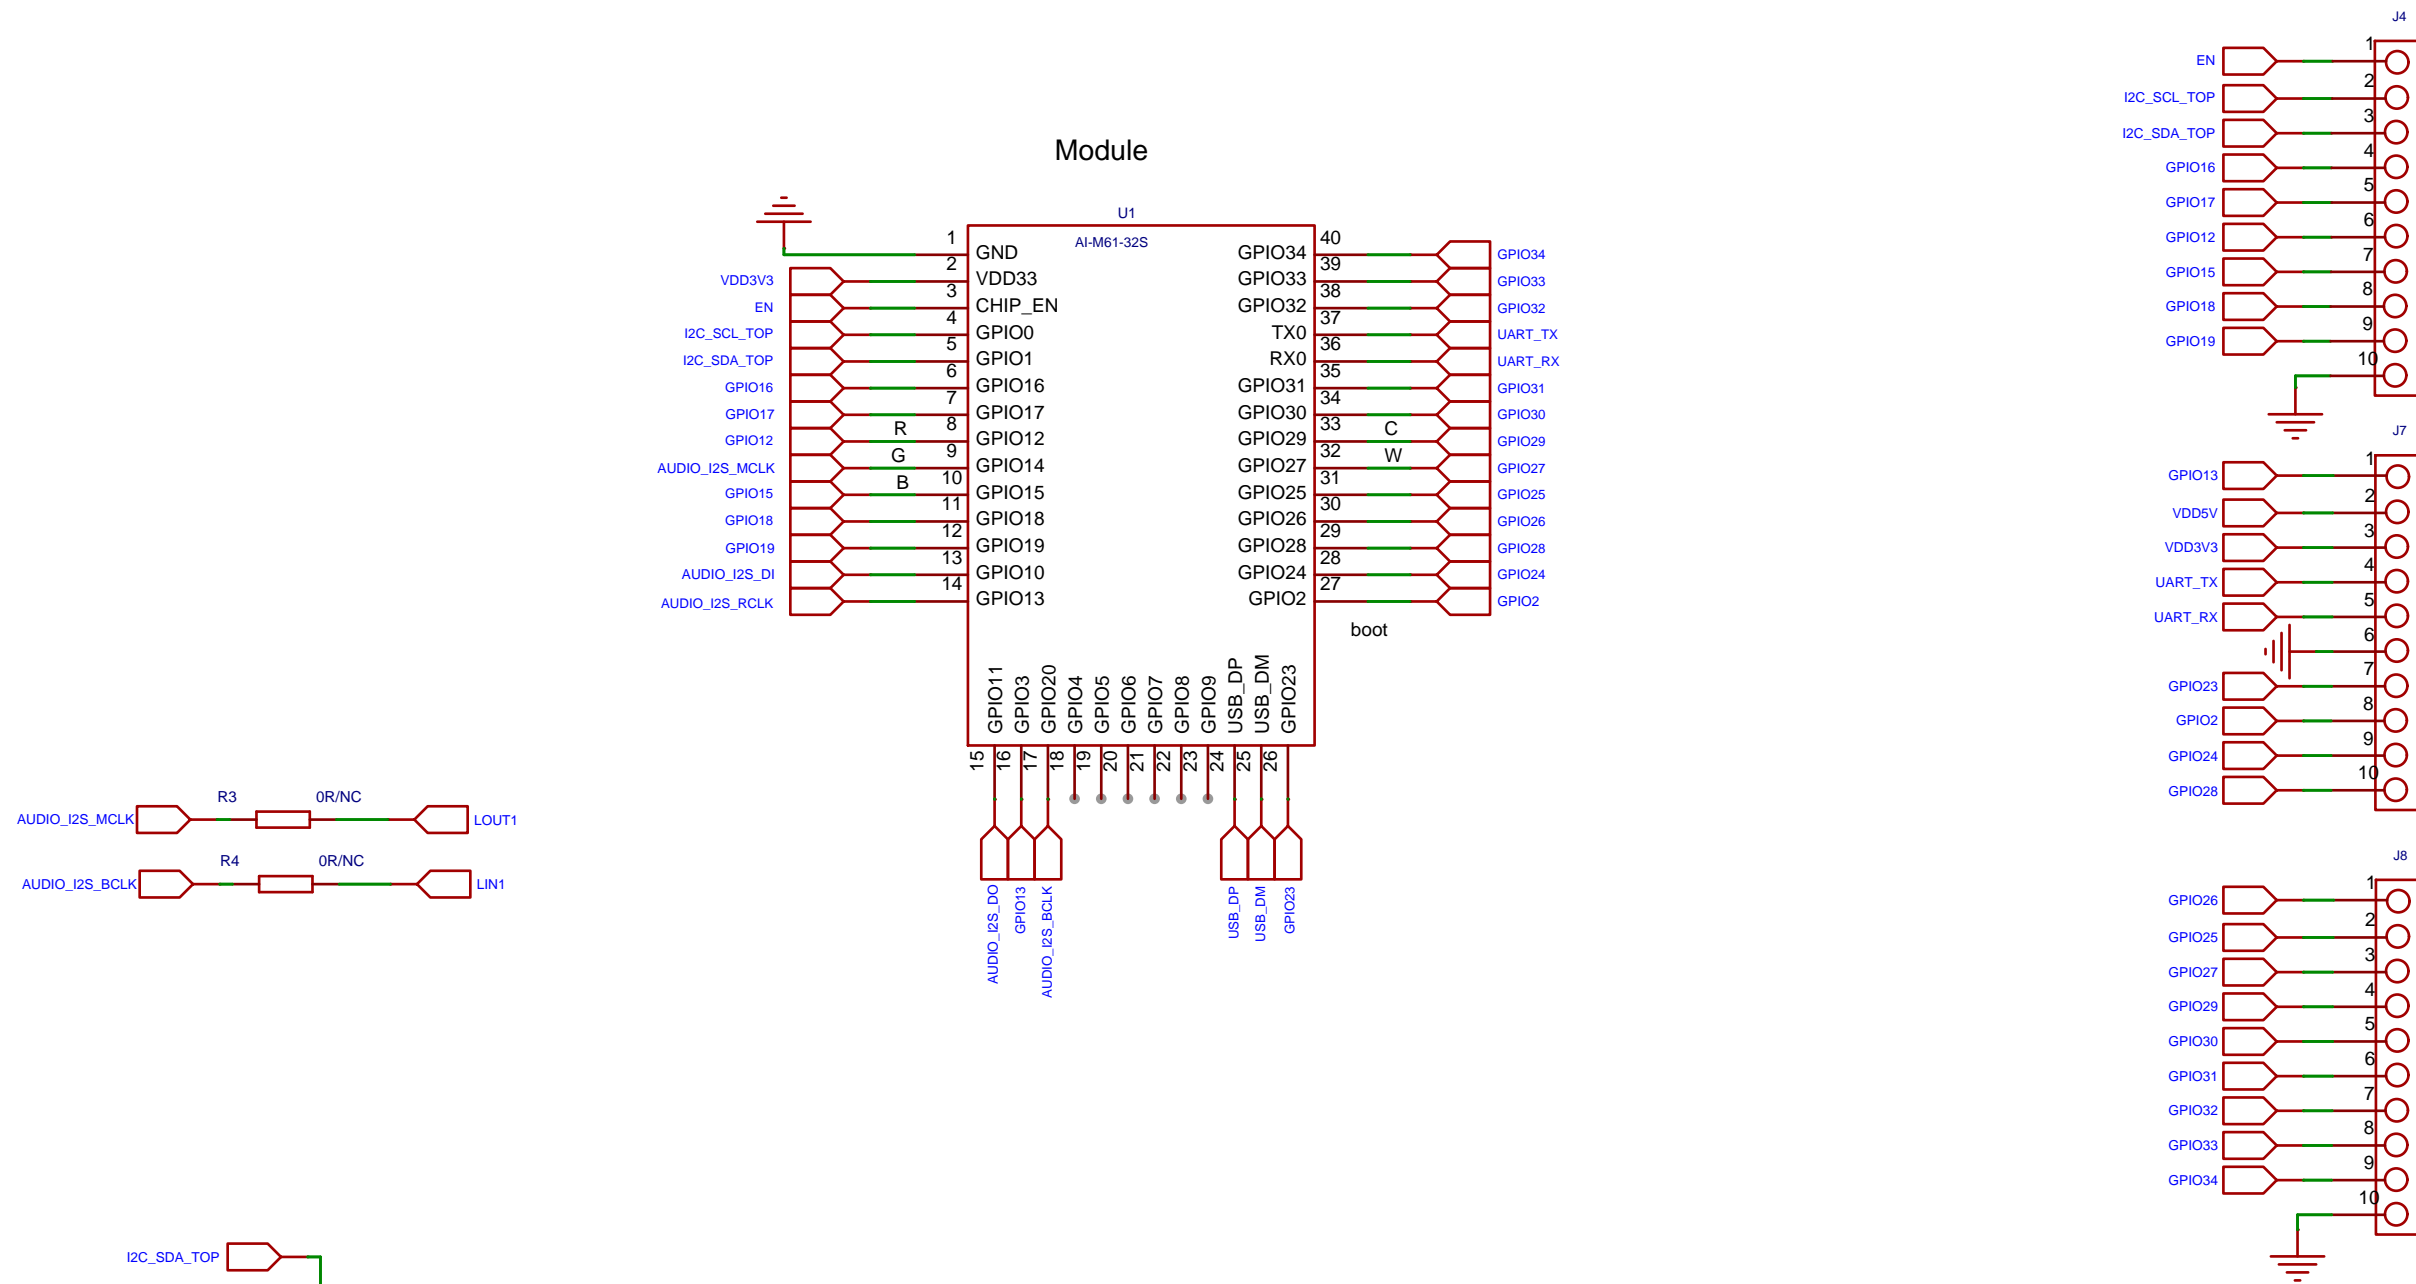 Module
U1
AI-M61-32S
1 GND
VDD3V3 2 VDD33
EN 3 CHIP_EN
I2C_SCL_TOP 4 GPIO0
I2C_SDA_TOP 5 GPIO1
GPIO16 6 GPIO16
GPIO17 7 GPIO17
GPIO12 R 8 GPIO12
AUDIO_I2S_MCLK G 9 GPIO14
GPIO15 B 10 GPIO15
GPIO18 11 GPIO18
GPIO19 12 GPIO19
AUDIO_I2S_DI 13 GPIO10
AUDIO_I2S_RCLK 14 GPIO13
GPIO34 40 GPIO34
GPIO33 39 GPIO33
GPIO32 38 GPIO32
TX0 37 UART_TX
RX0 36 UART_RX
GPIO31 35 GPIO31
GPIO30 34 GPIO30
GPIO29 33 C GPIO29
GPIO27 32 W GPIO27
GPIO25 31 GPIO25
GPIO26 30 GPIO26
GPIO28 29 GPIO28
GPIO24 28 GPIO24
GPIO2 27 GPIO2
boot
GPIO11 15 AUDIO_I2S_DO
GPIO3 16 GPIO13
GPIO20 17 AUDIO_I2S_BCLK
GPIO4 18
GPIO5 19
GPIO6 20
GPIO7 21
GPIO8 22
GPIO9 23
USB_DP 24 USB_DP
USB_DM 25 USB_DM
GPIO23 26 GPIO23
R3 0R/NC
AUDIO_I2S_MCLK LOUT1
R4 0R/NC
AUDIO_I2S_BCLK LIN1
I2C_SDA_TOP
J4
EN 1
I2C_SCL_TOP 2
I2C_SDA_TOP 3
GPIO16 4
GPIO17 5
GPIO12 6
GPIO15 7
GPIO18 8
GPIO19 9
10
J7
GPIO13 1
VDD5V 2
VDD3V3 3
UART_TX 4
UART_RX 5
6
GPIO23 7
GPIO2 8
GPIO24 9
GPIO28 10
J8
GPIO26 1
GPIO25 2
GPIO27 3
GPIO29 4
GPIO30 5
GPIO31 6
GPIO32 7
GPIO33 8
GPIO34 9
10